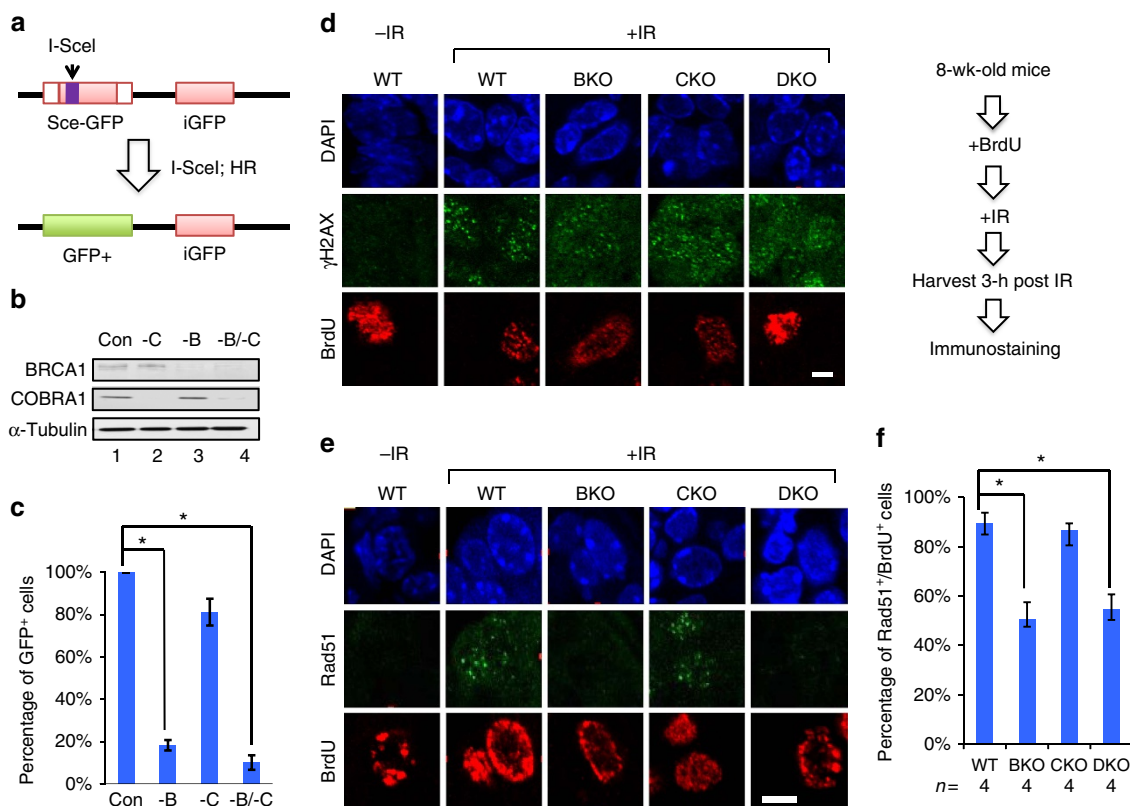 a
I-SceI
Sce-GFP iGFP
I-SceI; HR
GFP+ iGFP
b
Con -C -B -B/-C
BRCA1
COBRA1
α-Tubulin
1 2 3 4
c
Percentage of GFP+ cells
* *
100%
80%
60%
40%
20%
0%
Con -B -C -B/-C
d
–IR +IR
WT WT BKO CKO DKO
DAPI
γH2AX
BrdU
8-wk-old mice
+BrdU
+IR
Harvest 3-h post IR
Immunostaining
e
–IR +IR
WT WT BKO CKO DKO
DAPI
Rad51
BrdU
f
Percentage of Rad51+/BrdU+ cells
* *
100%
80%
60%
40%
20%
0%
WT BKO CKO DKO
n= 4 4 4 4